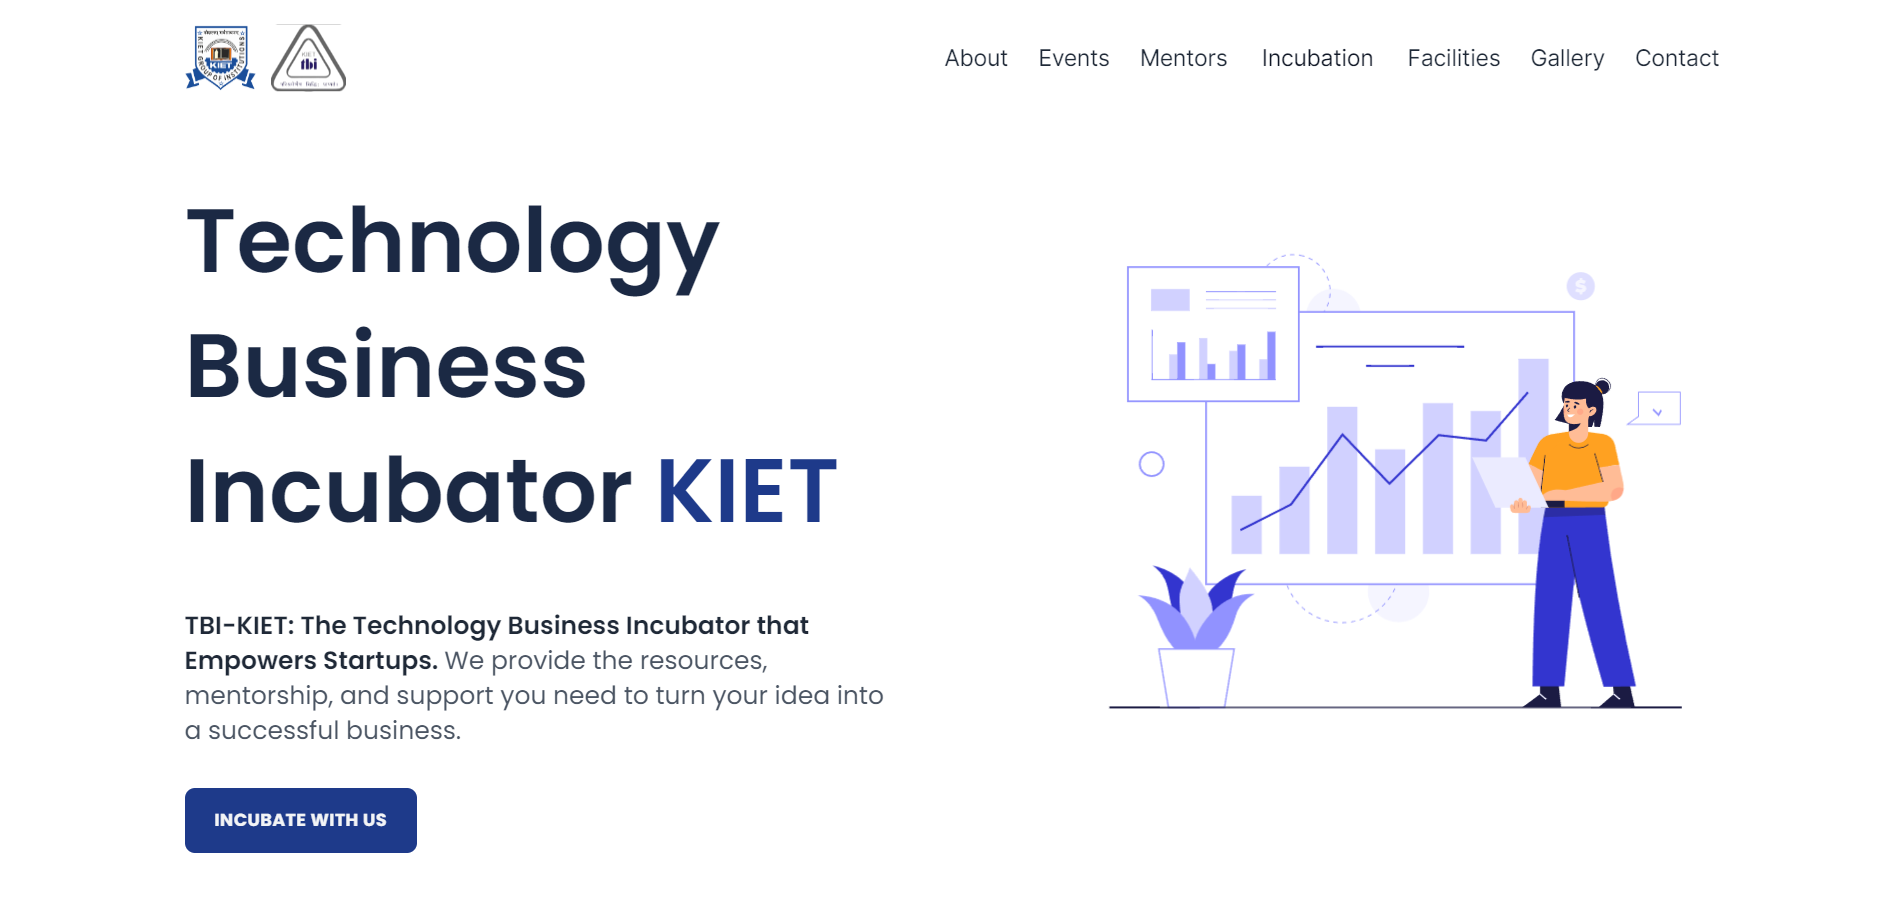 KIET GROUP OF INSTITUTIONS
KIET
KIET
tbi
About
Events
Mentors
Incubation
Facilities
Gallery
Contact
Technology
Business
Incubator KIET
TBI-KIET: The Technology Business Incubator that
Empowers Startups. We provide the resources,
mentorship, and support you need to turn your idea into
a successful business.
INCUBATE WITH US
$